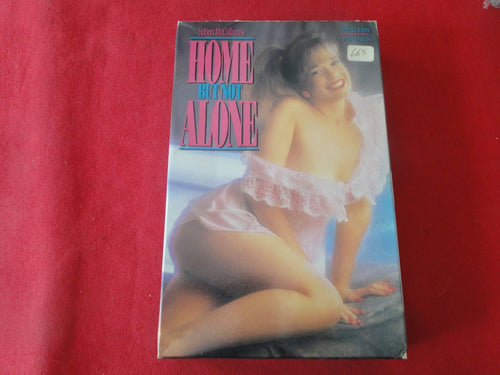 Robert McCallum's
HOME
BUT NOT
ALONE
665